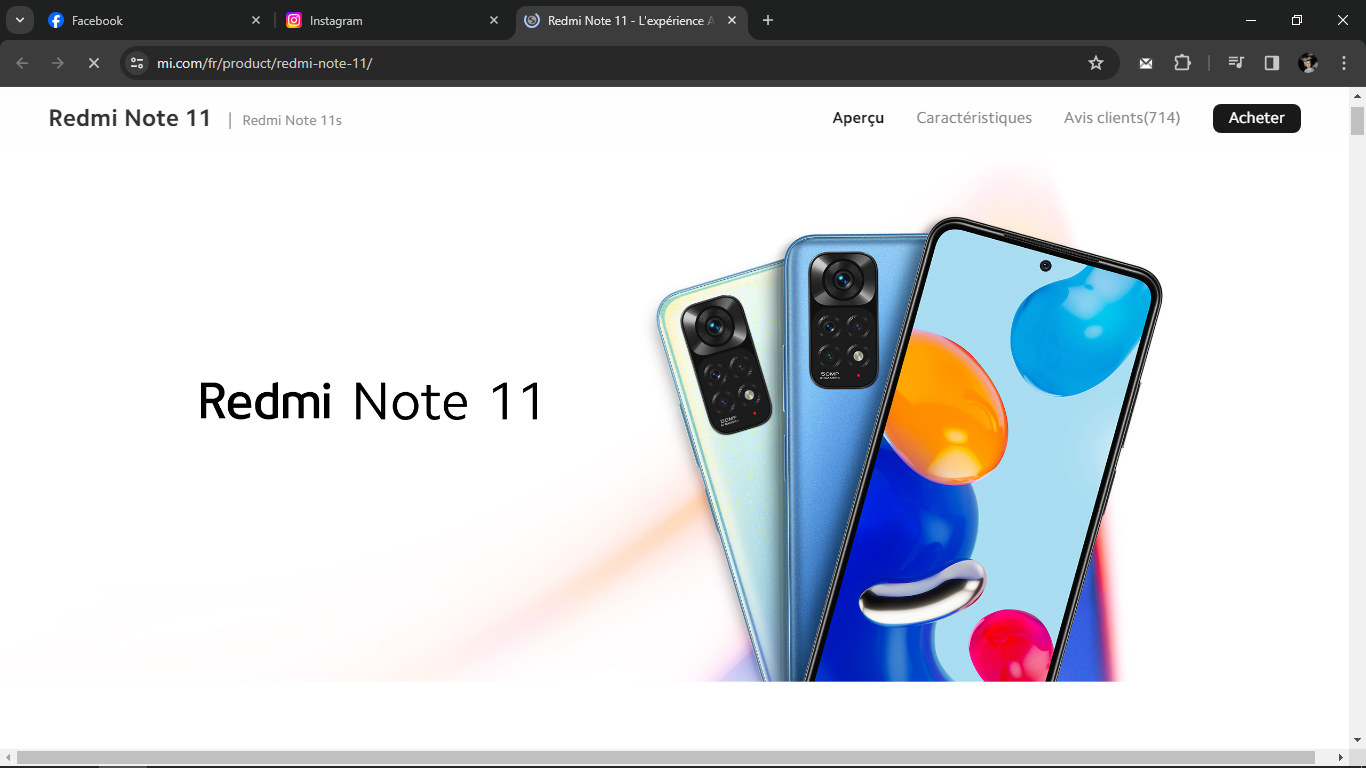 Facebook
Instagram
Redmi Note 11 - L'expérience A
mi.com/fr/product/redmi-note-11/
Redmi Note 11 | Redmi Note 11s
Aperçu
Caractéristiques
Avis clients(714)
Acheter
Redmi Note 11
50MP